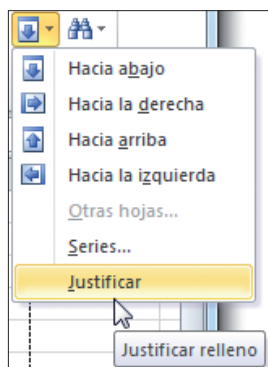 Hacia abajo
Hacia la derecha
Hacia arriba
Hacia la izquierda
Otras hojas...
Series...
Justificar
Justificar relleno